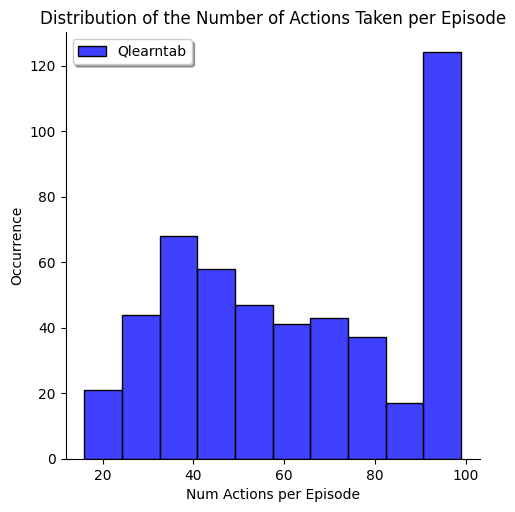 Distribution of the Number of Actions Taken per Episode
Qlearntab
120
100
80
60
40
20
0
Occurrence
20 40 60 80 100
Num Actions per Episode